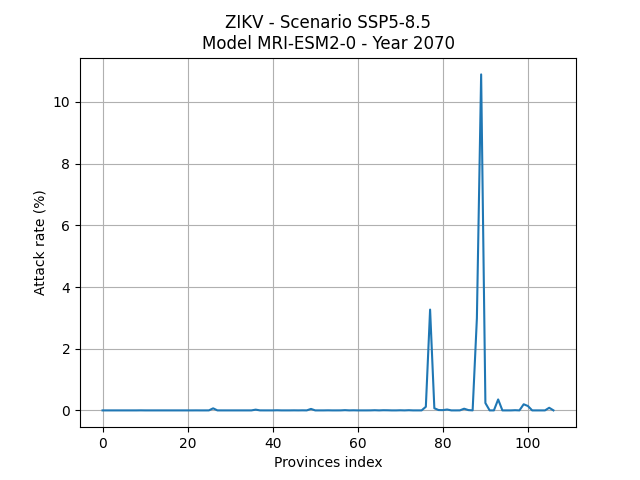 ZIKV - Scenario SSP5-8.5
Model MRI-ESM2-0 - Year 2070
Attack rate (%)
10
8
6
4
2
0
0 20 40 60 80 100
Provinces index